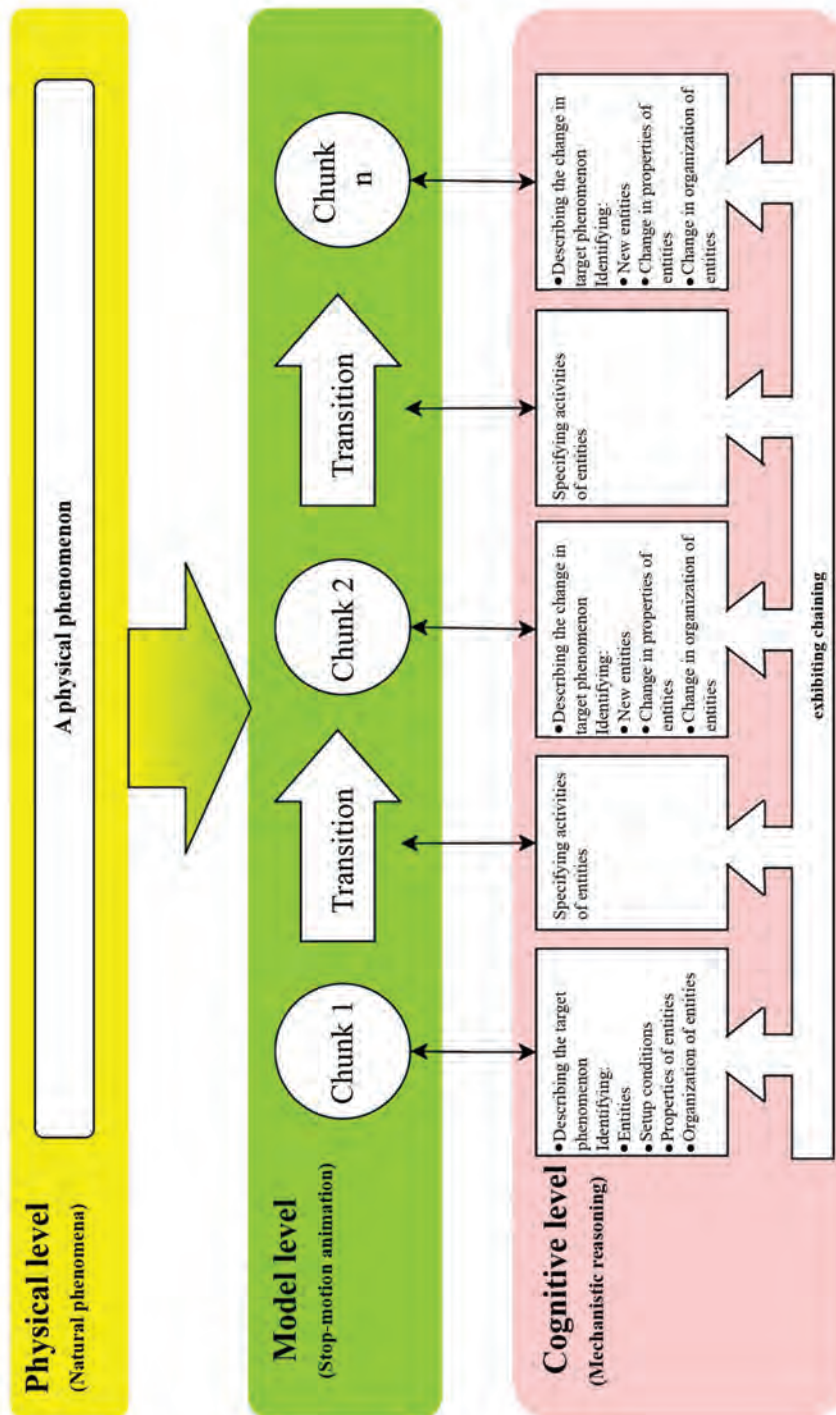 Physical level
(Natural phenomena)
A physical phenomenon
Model level
(Stop-motion animation)
Chunk 1
Transition
Chunk 2
Transition
Chunk
n
Cognitive level
(Mechanistic reasoning)
●Describing the target
phenomenon
Identifying:
●Entities
●Setup conditions
●Properties of entities
●Organization of entities
Specifying activities
of entities
●Describing the change in
target phenomenon
Identifying:
●New entities
●Change in properties of
entities
●Change in organization of
entities
Specifying activities
of entities
●Describing the change in
target phenomenon
Identifying:
●New entities
●Change in properties of
entities
●Change in organization of
entities
exhibiting chaining